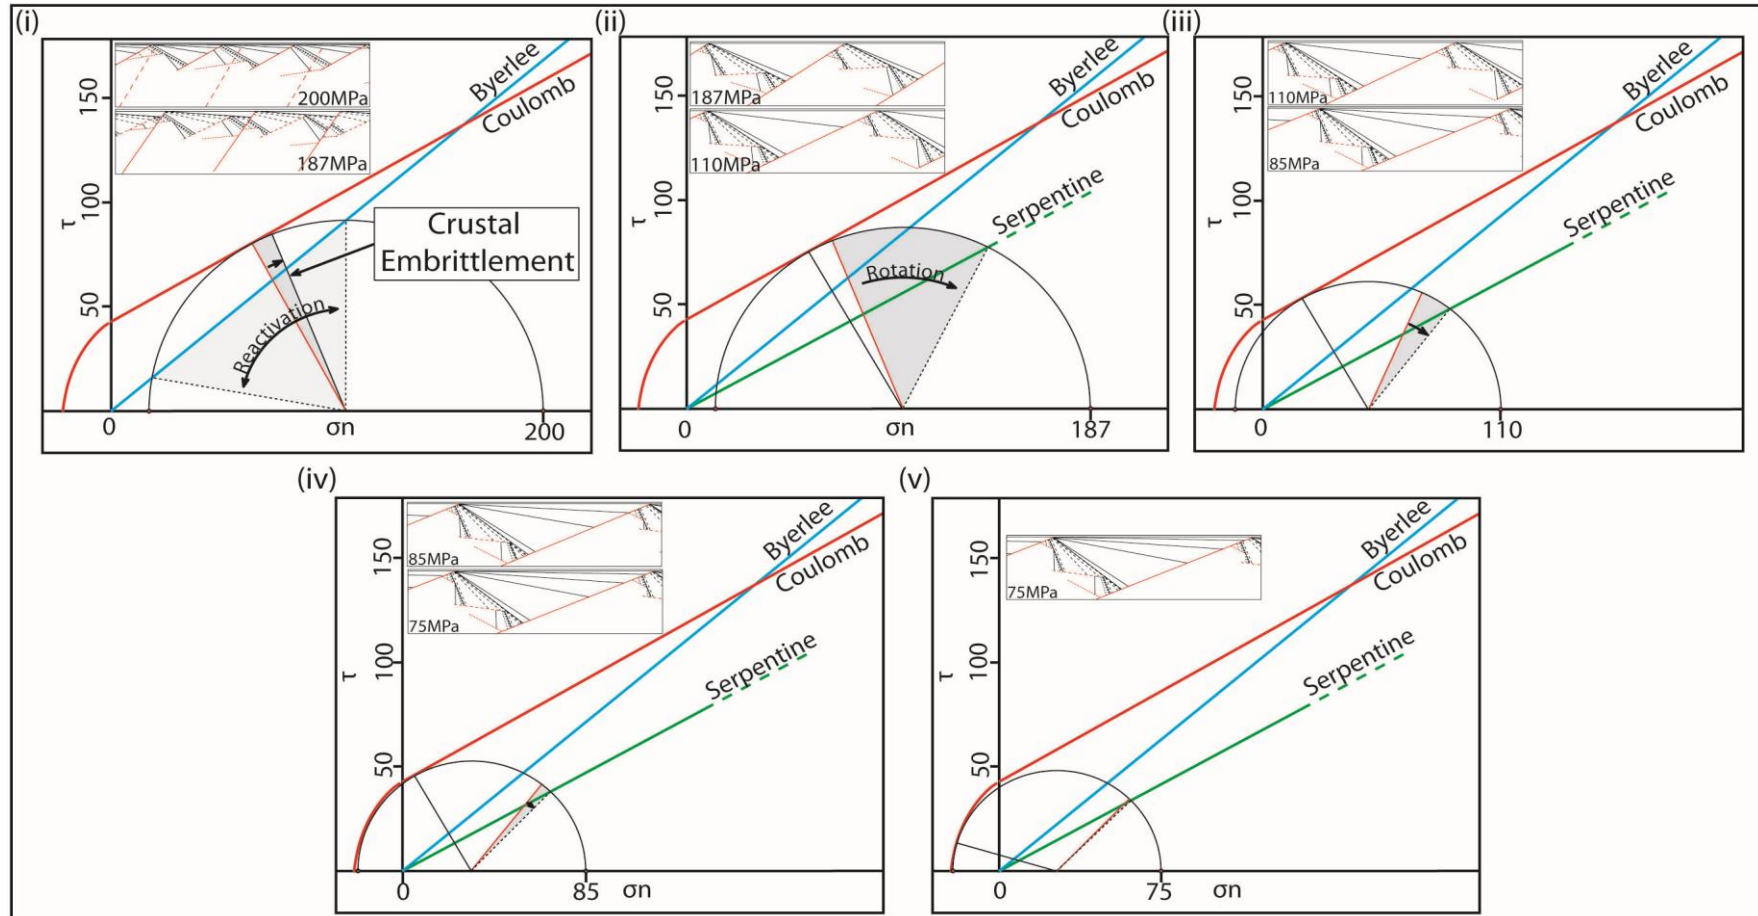 (i)
200MPa
187MPa
Byerlee
Coulomb
150
100
50
τ
Crustal
Embrittlement
Reactivation
0
σn
200
(ii)
187MPa
110MPa
Byerlee
Coulomb
Serpentine
150
100
50
τ
Rotation
0
σn
187
(iii)
110MPa
85MPa
Byerlee
Coulomb
Serpentine
150
100
50
τ
0
110
(iv)
85MPa
75MPa
Byerlee
Coulomb
Serpentine
150
100
50
τ
0
85
σn
(v)
75MPa
Byerlee
Coulomb
Serpentine
150
100
50
τ
0
75
σn